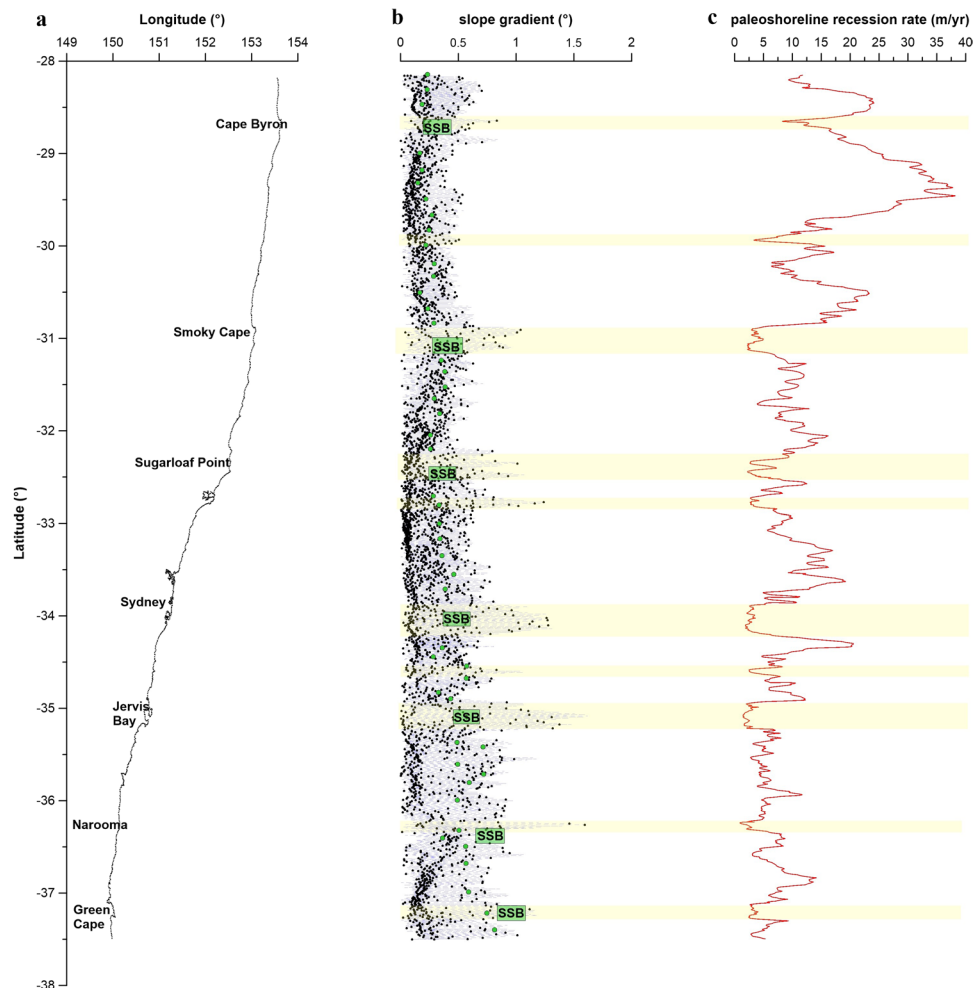 a
Longitude (°)
149 150 151 152 153 154
b
slope gradient (°)
0 0.5 1 1.5 2
c
paleoshoreline recession rate (m/yr)
0 5 10 15 20 25 30 35 40
Latitude (°)
-28
-29
-30
-31
-32
-33
-34
-35
-36
-37
-38
Cape Byron
Smoky Cape
Sugarloaf Point
Sydney
Jervis
Bay
Narooma
Green
Cape
SSB
SSB
SSB
SSB
SSB
SSB
SSB